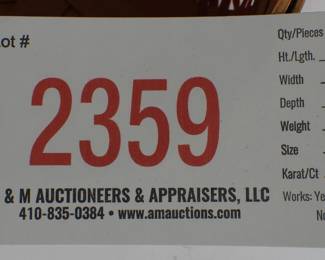 ot #
2359
& M AUCTIONEERS & APPRAISERS, LLC
410-835-0384 • www.amauctions.com
Qty/Pieces
Ht./Lgth.
Width
Depth
Weight
Size
Karat/Ct
Works: Ye
No